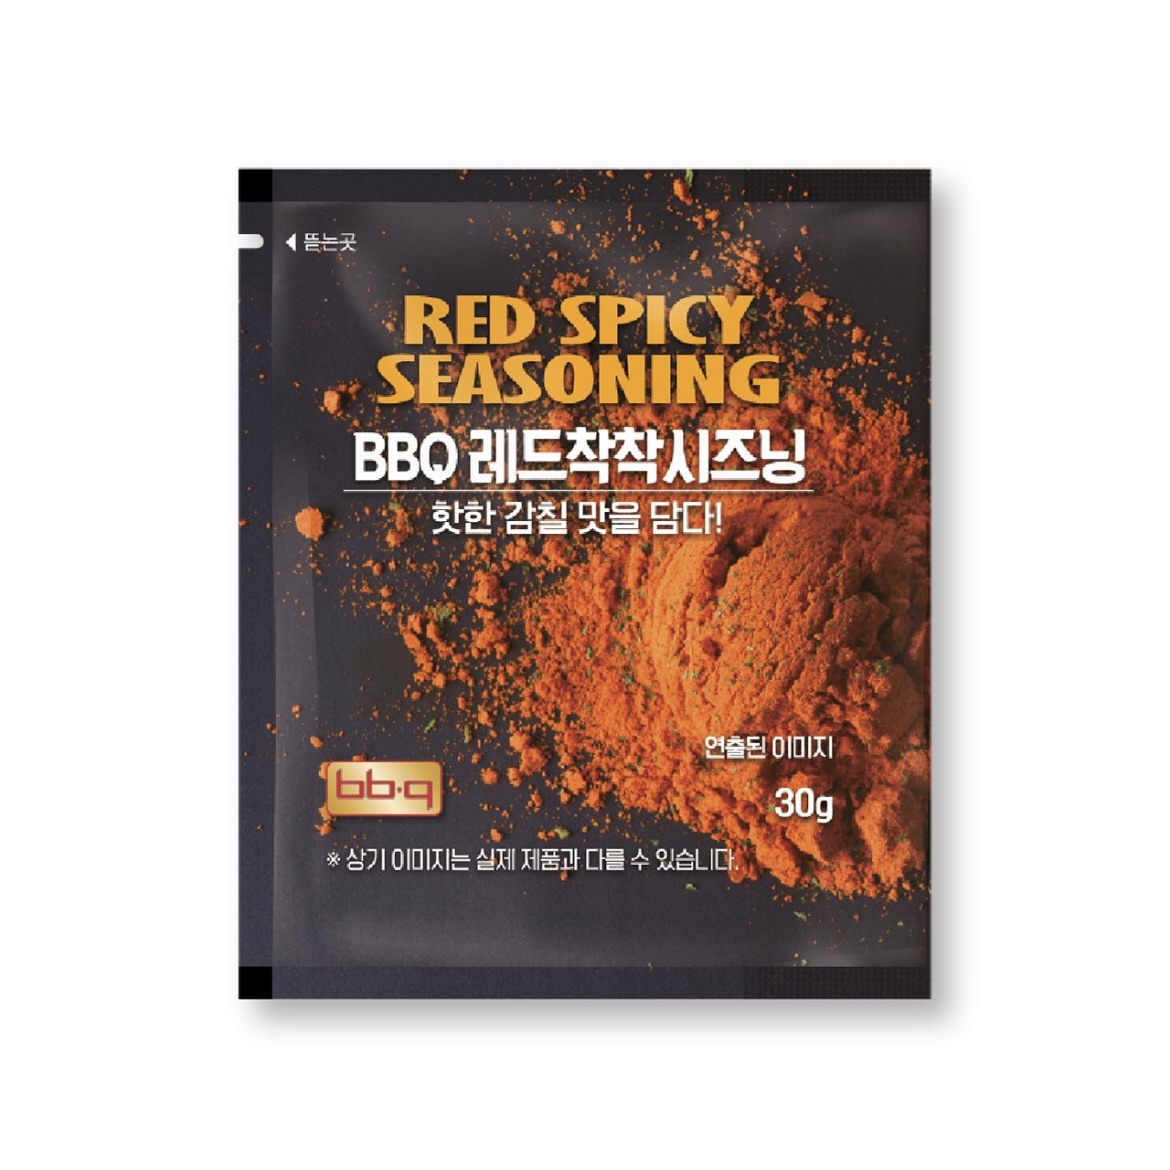 뜯는곳
RED SPICY
SEASONING
BBQ 레드착착시즈닝
핫한 감칠 맛을 담다!
연출된 이미지
30g
bb.q
※ 상기 이미지는 실제 제품과 다를 수 있습니다.